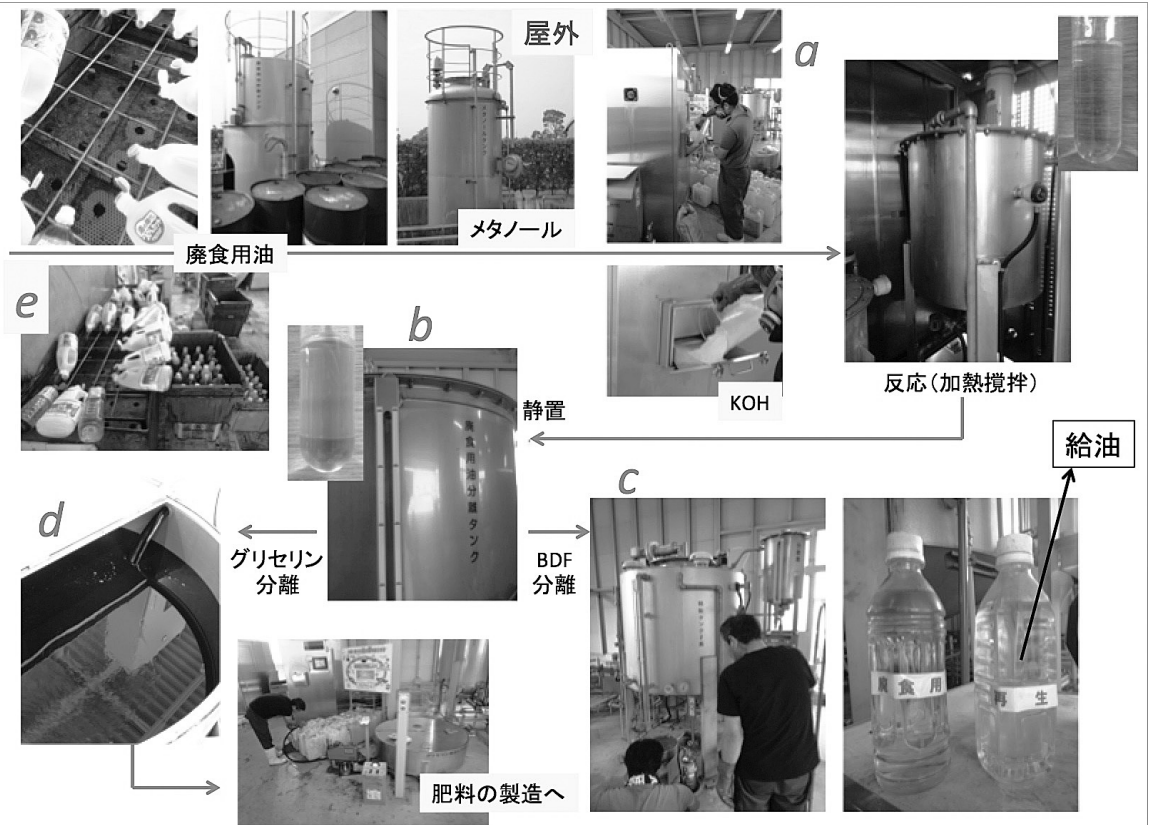 屋外
a
メタノール
廃食用油
e
b
KOH
反応（加熱撹拌）
静置
給油
廃食用油分離タンク
c
d
グリセリン
分離
BDF
分離
廃食用
再生
肥料の製造へ